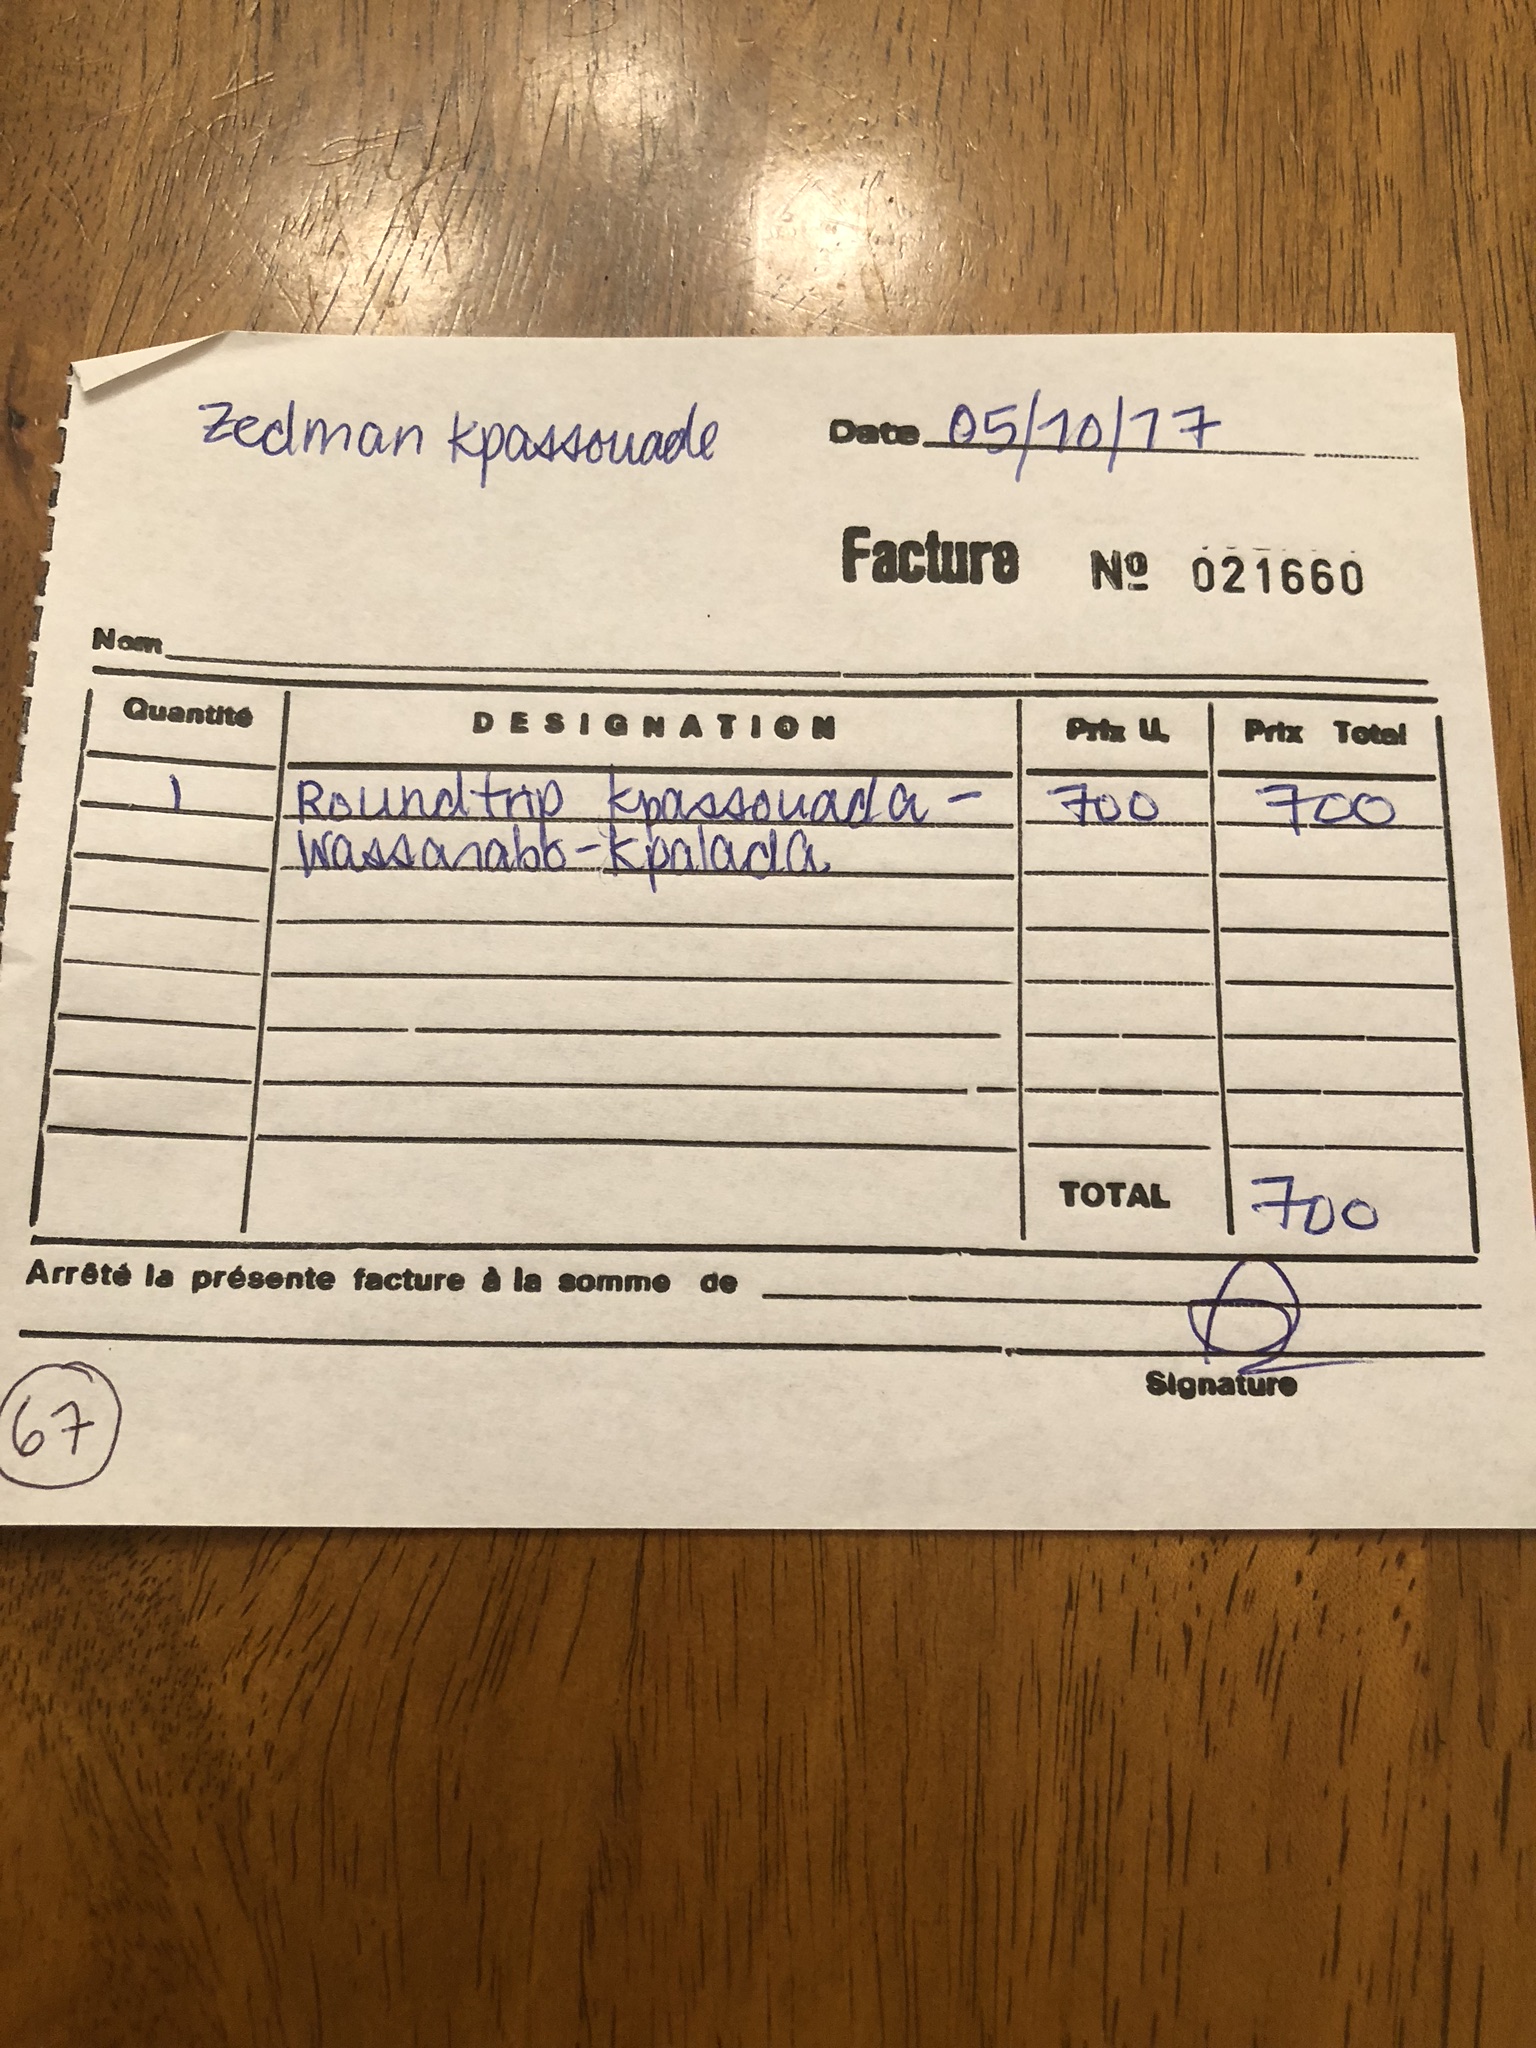 Zedman Kpassouade
Date 05/10/17
Facture Nº 021660
Nom
Quantité DESIGNATION Prix U. Prix Total
1 Roundtrip Kpassouada - 700 700
Wassarabo - Kpalada
TOTAL 700
Arrêté la présente facture à la somme de
Signature
67